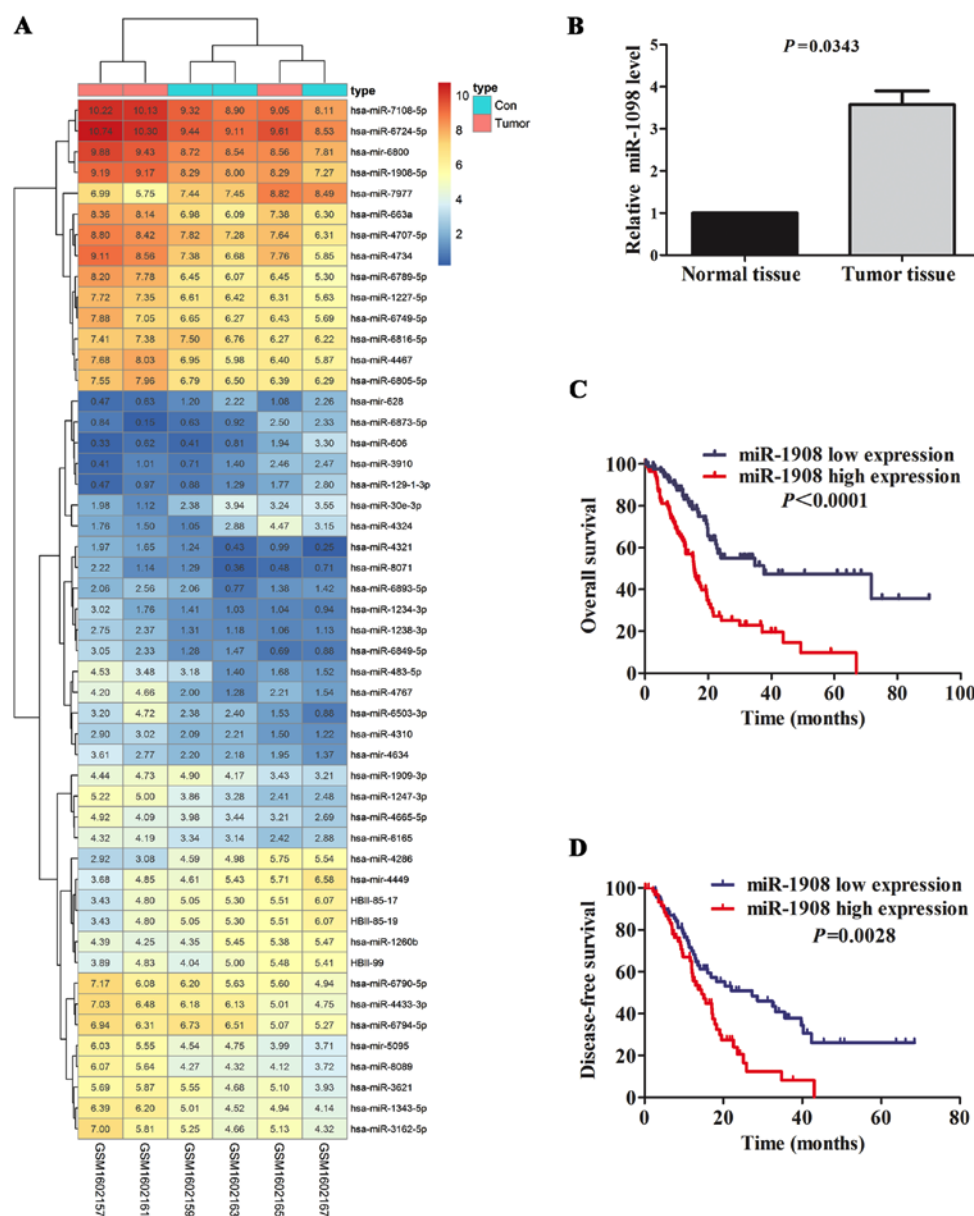 A
type
hsa-miR-7108-5p 10.22 10.13 9.32 8.90 9.05 8.11
hsa-miR-6724-5p 10.74 10.30 9.44 9.11 9.61 8.53
hsa-mir-6800 9.88 9.43 8.72 8.54 8.56 7.81
hsa-miR-1908-5p 9.19 9.17 8.29 8.00 8.29 7.27
hsa-miR-7977 6.99 5.75 7.44 7.45 8.82 8.49
hsa-miR-663a 8.36 8.14 6.98 6.09 7.38 6.30
hsa-miR-4707-5p 8.80 8.42 7.82 7.28 7.64 6.31
hsa-miR-4734 9.11 8.56 7.38 6.68 7.76 5.85
hsa-miR-6789-5p 8.20 7.78 6.45 6.07 6.45 5.30
hsa-miR-1227-5p 7.72 7.35 6.61 6.42 6.31 5.63
hsa-miR-6749-5p 7.88 7.05 6.65 6.27 6.43 5.69
hsa-miR-6816-5p 7.41 7.38 7.50 6.76 6.27 6.22
hsa-miR-4467 7.68 8.03 6.95 5.98 6.40 5.87
hsa-miR-6805-5p 7.55 7.96 6.79 6.50 6.39 6.29
hsa-mir-628 0.47 0.63 1.20 2.22 1.08 2.26
hsa-miR-6873-5p 0.84 0.15 0.63 0.92 2.50 2.33
hsa-miR-606 0.33 0.62 0.41 0.81 1.94 3.30
hsa-miR-3910 0.41 1.01 0.71 1.40 2.46 2.47
hsa-miR-129-1-3p 0.47 0.97 0.88 1.29 1.77 2.80
hsa-miR-30e-3p 1.98 1.12 2.38 3.94 3.24 3.55
hsa-miR-4324 1.76 1.50 1.05 2.88 4.47 3.15
hsa-miR-4321 1.97 1.65 1.24 0.43 0.99 0.25
hsa-miR-8071 2.22 1.14 1.29 0.36 0.48 0.71
hsa-miR-6893-5p 2.06 2.56 2.06 0.77 1.38 1.42
hsa-miR-1234-3p 3.02 1.76 1.41 1.03 1.04 0.94
hsa-miR-1238-3p 2.75 2.37 1.31 1.18 1.06 1.13
hsa-miR-6849-5p 3.05 2.33 1.28 1.47 0.69 0.88
hsa-miR-483-5p 4.53 3.48 3.18 1.40 1.68 1.52
hsa-miR-4767 4.20 4.66 2.00 1.28 2.21 1.54
hsa-miR-6503-3p 3.20 4.72 2.38 2.40 1.53 0.88
hsa-miR-4310 2.90 3.02 2.09 2.21 1.50 1.22
hsa-mir-4634 3.61 2.77 2.20 2.18 1.95 1.37
hsa-miR-1909-3p 4.44 4.73 4.90 4.17 3.43 3.21
hsa-miR-1247-3p 5.22 5.00 3.86 3.28 2.41 2.48
hsa-miR-4665-5p 4.92 4.09 3.98 3.44 3.21 2.69
hsa-miR-6165 4.32 4.19 3.34 3.14 2.42 2.88
hsa-miR-4286 2.92 3.08 4.59 4.98 5.75 5.54
hsa-mir-4449 3.68 4.85 4.61 5.43 5.71 6.58
HBII-85-17 3.43 4.80 5.05 5.30 5.51 6.07
HBII-85-19 3.43 4.80 5.05 5.30 5.51 6.07
hsa-miR-1260b 4.39 4.25 4.35 5.45 5.38 5.47
HBII-99 3.89 4.83 4.04 5.00 5.48 5.41
hsa-miR-6790-5p 7.17 6.08 6.20 5.63 5.60 4.94
hsa-miR-4433-3p 7.03 6.48 6.18 6.13 5.01 4.75
hsa-miR-6794-5p 6.94 6.31 6.73 6.51 5.07 5.27
hsa-mir-5095 6.03 5.55 4.54 4.75 3.99 3.71
hsa-miR-8089 6.07 5.64 4.27 4.32 4.12 3.72
hsa-miR-3621 5.69 5.87 5.55 4.68 5.10 3.93
hsa-miR-1343-5p 6.39 6.20 5.01 4.52 4.94 4.14
hsa-miR-3162-5p 7.00 5.81 5.25 4.66 5.13 4.32
GSM1602157
GSM1602161
GSM1602159
GSM1602163
GSM1602165
GSM1602167
10
8
6
4
2
type
Con
Tumor
B
P=0.0343
Relative miR-1098 level
5
4
3
2
1
0
Normal tissue
Tumor tissue
C
miR-1908 low expression
miR-1908 high expression
P<0.0001
Overall survival
100
80
60
40
20
0
0 20 40 60 80 100
Time (months)
D
miR-1908 low expression
miR-1908 high expression
P=0.0028
Disease-free survival
100
80
60
40
20
0
0 20 40 60 80
Time (months)